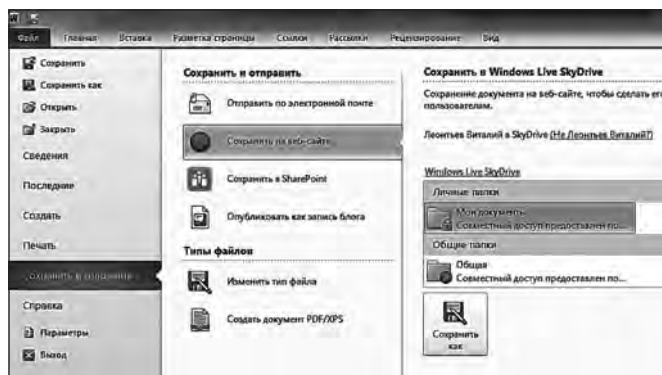 Файл Главная Вставка Разметка страницы Ссылки Рассылки Рецензирование Вид
Сохранить
Сохранить как
Открыть
Закрыть
Сведения
Последние
Создать
Печать
Сохранить и отправить
Справка
Параметры
Выход
Сохранить и отправить
Отправить по электронной почте
Сохранить на веб-сайте
Сохранить в SharePoint
Опубликовать как запись блога
Типы файлов
Изменить тип файла
Создать документ PDF/XPS
Сохранить в Windows Live SkyDrive
Сохранение документа на веб-сайте, чтобы сделать его
пользователям.
Леонтьев Виталий в SkyDrive (Не Леонтьев Виталий?)
Windows Live SkyDrive
Личные папки
Мои документы
Совместный доступ предоставлен по...
Общие папки
Общая
Совместный доступ предоставлен по...
Сохранить
как